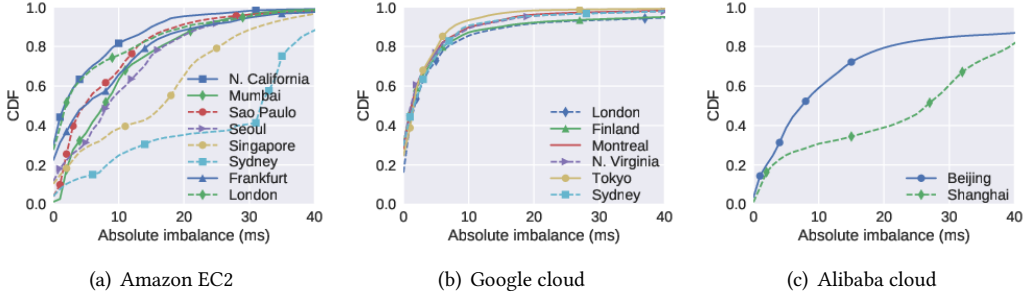 1.0
0.8
0.6
0.4
0.2
0.0
CDF
0
10
20
30
40
Absolute imbalance (ms)
N. California
Mumbai
Sao Paulo
Seoul
Singapore
Sydney
Frankfurt
London
(a) Amazon EC2
1.0
0.8
0.6
0.4
0.2
0.0
CDF
0
10
20
30
40
Absolute imbalance (ms)
London
Finland
Montreal
N. Virginia
Tokyo
Sydney
(b) Google cloud
1.0
0.8
0.6
0.4
0.2
0.0
CDF
0
10
20
30
40
Absolute imbalance (ms)
Beijing
Shanghai
(c) Alibaba cloud